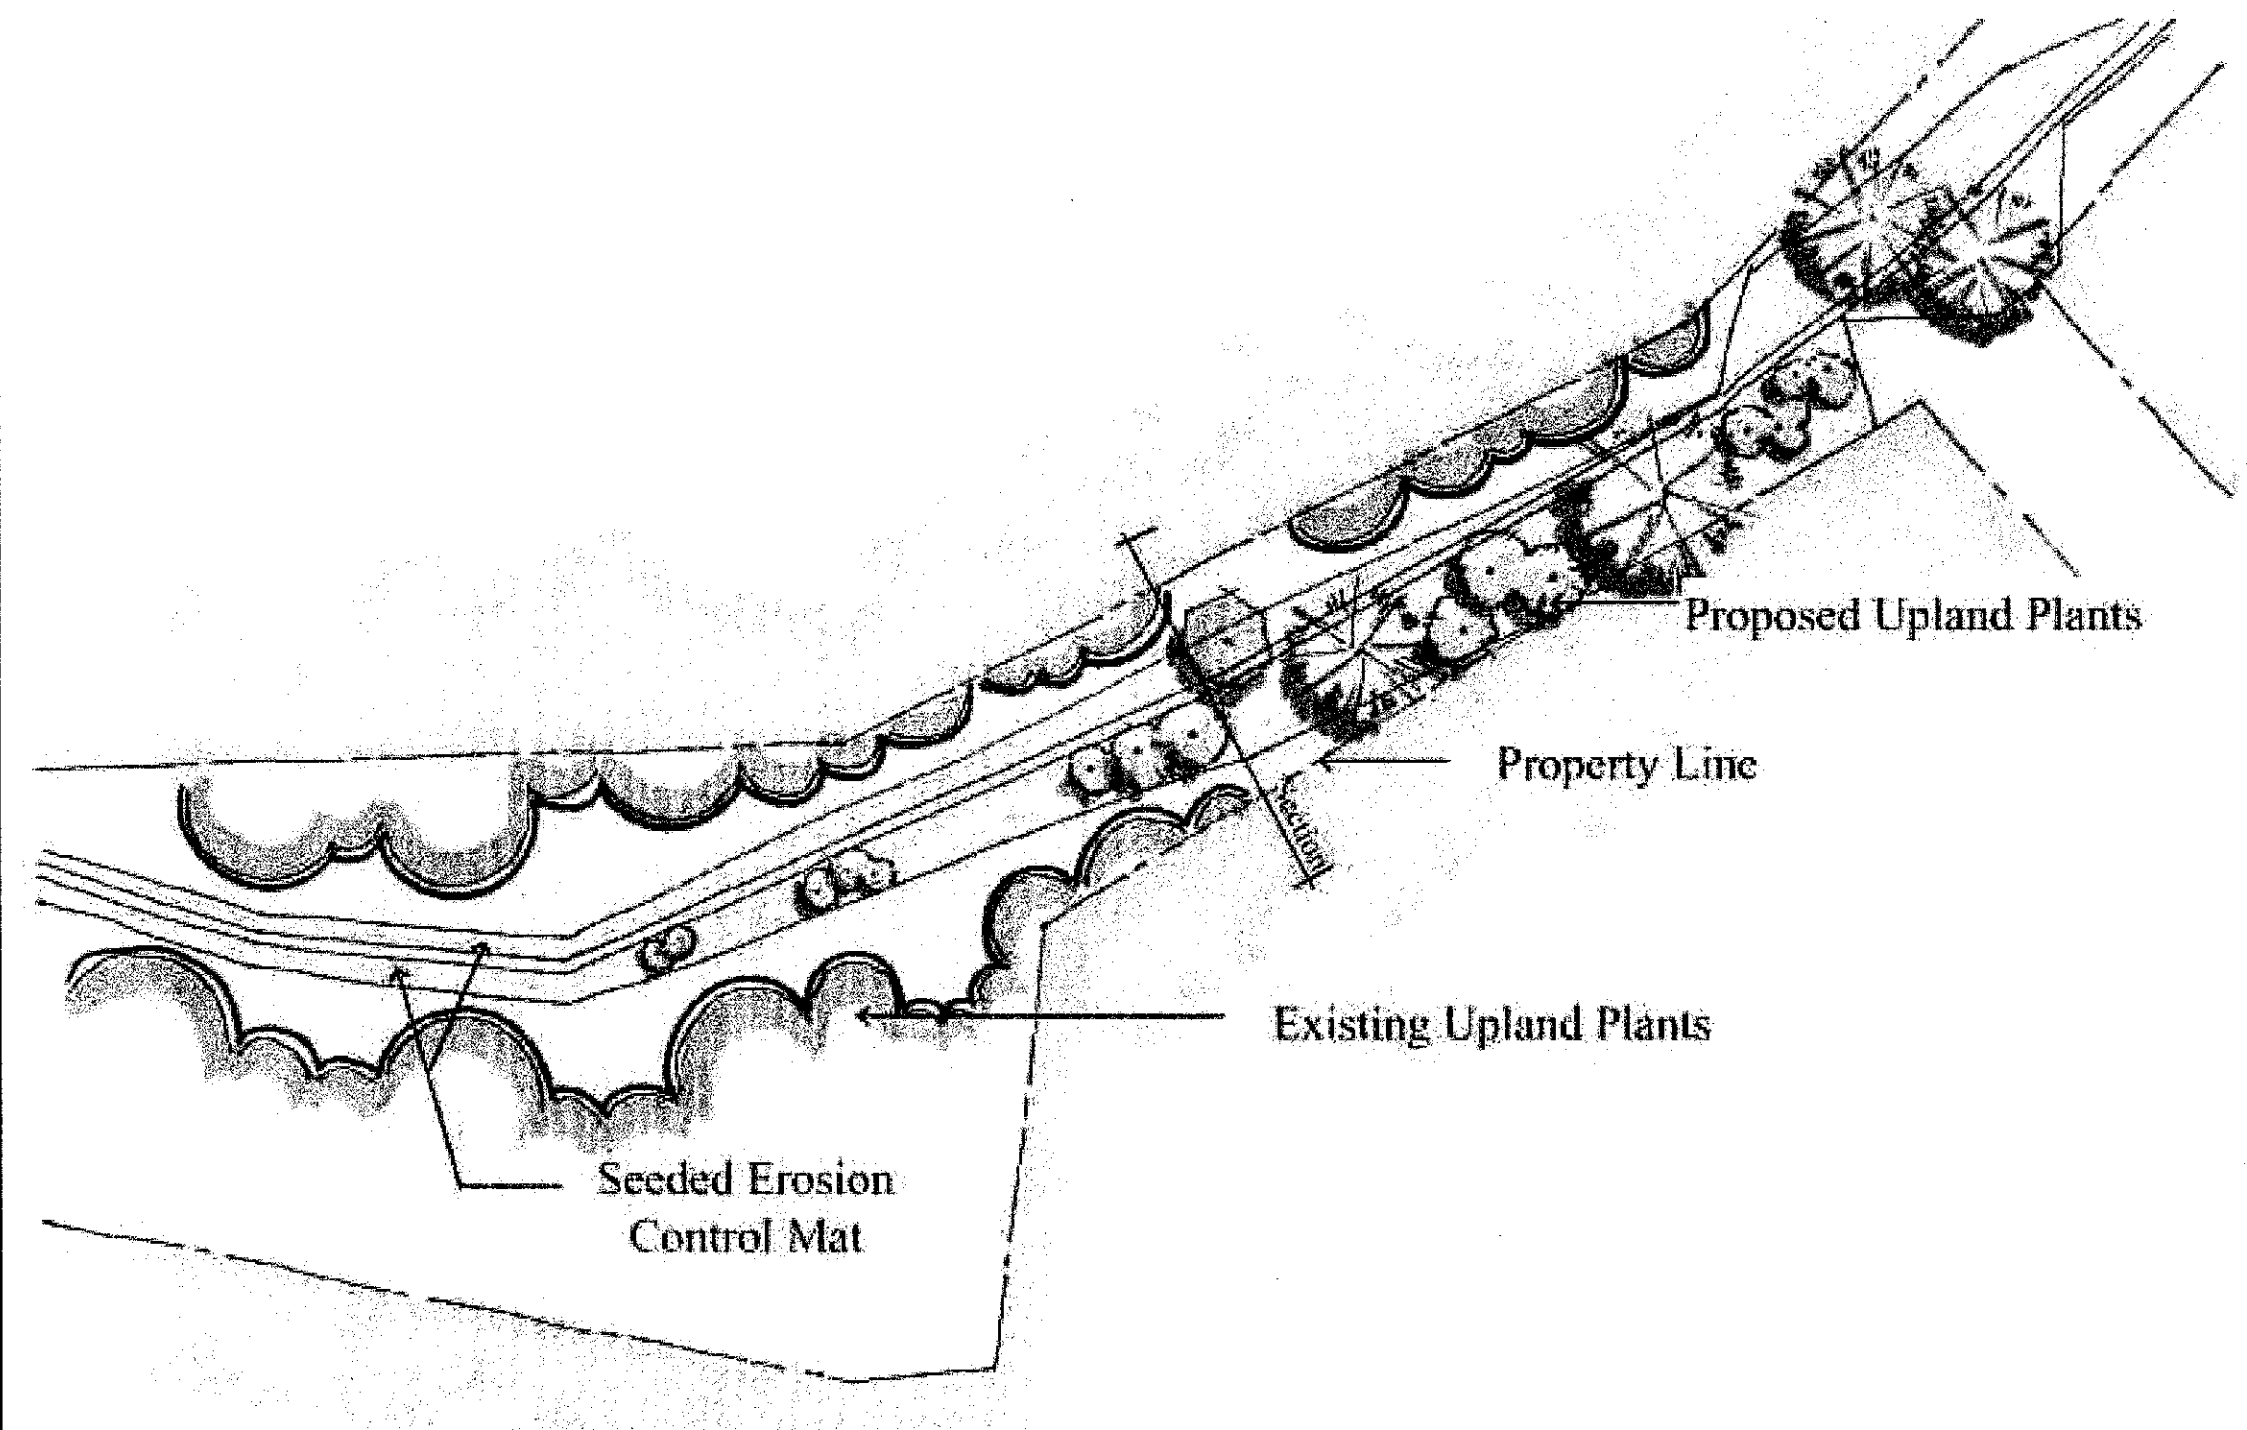 Proposed Upland Plants
Property Line
Section
Existing Upland Plants
Seeded Erosion
Control Mat